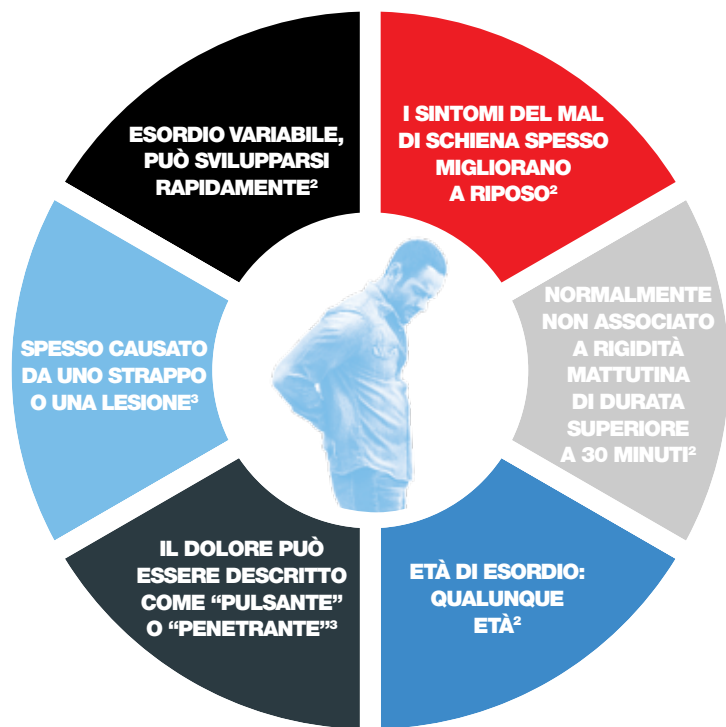 ESORDIO VARIABILE,
PUÒ SVILUPPARSI
RAPIDAMENTE²
I SINTOMI DEL MAL
DI SCHIENA SPESSO
MIGLIORANO
A RIPOSO²
NORMALMENTE
NON ASSOCIATO
A RIGIDITÀ
MATTUTINA
DI DURATA
SUPERIORE
A 30 MINUTI²
ETÀ DI ESORDIO:
QUALUNQUE
ETÀ²
IL DOLORE PUÒ
ESSERE DESCRITTO
COME “PULSANTE”
O “PENETRANTE”³
SPESSO CAUSATO
DA UNO STRAPPO
O UNA LESIONE³